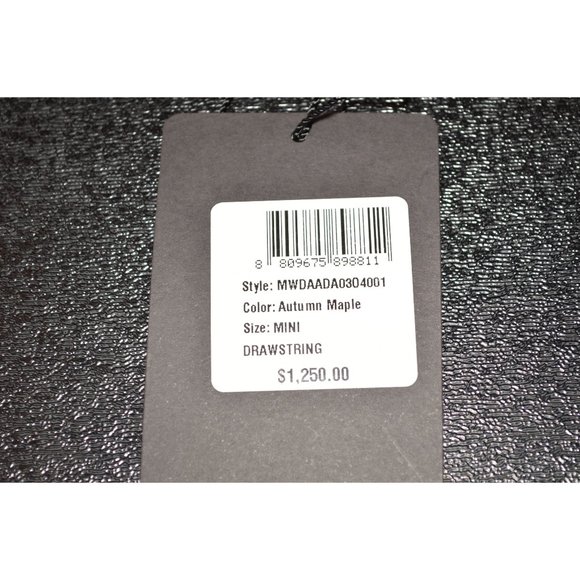 8 809675 898811
Style: MWDAADA0304001
Color: Autumn Maple
Size: MINI
DRAWSTRING
$1,250.00